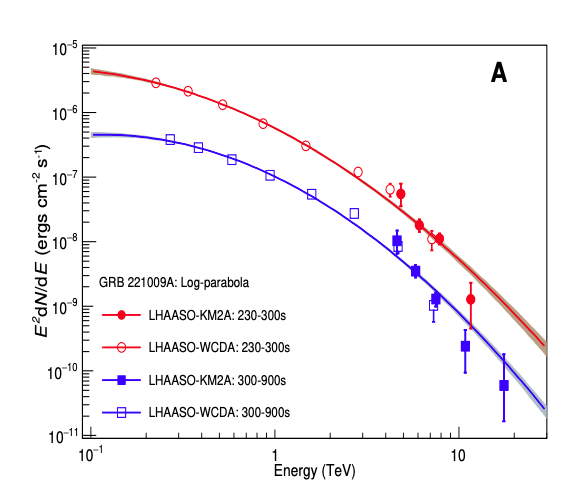 A
10⁻⁵
10⁻⁶
10⁻⁷
10⁻⁸
10⁻⁹
10⁻¹⁰
10⁻¹¹
E²dN/dE (ergs cm⁻² s⁻¹)
GRB 221009A: Log-parabola
LHAASO-KM2A: 230-300s
LHAASO-WCDA: 230-300s
LHAASO-KM2A: 300-900s
LHAASO-WCDA: 300-900s
10⁻¹ 1 10
Energy (TeV)